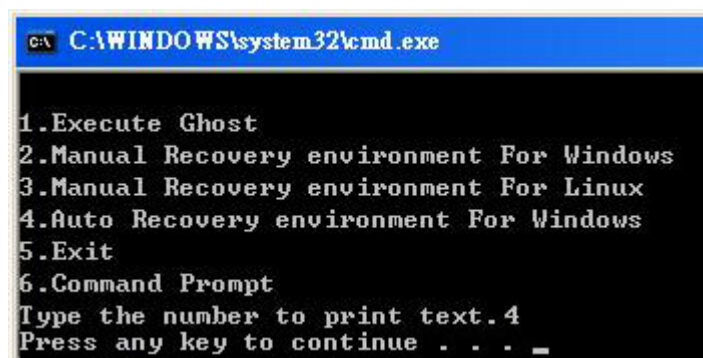 C:\WINDOWS\system32\cmd.exe
1.Execute Ghost
2.Manual Recovery environment For Windows
3.Manual Recovery environment For Linux
4.Auto Recovery environment For Windows
5.Exit
6.Command Prompt
Type the number to print text.4
Press any key to continue . . . _